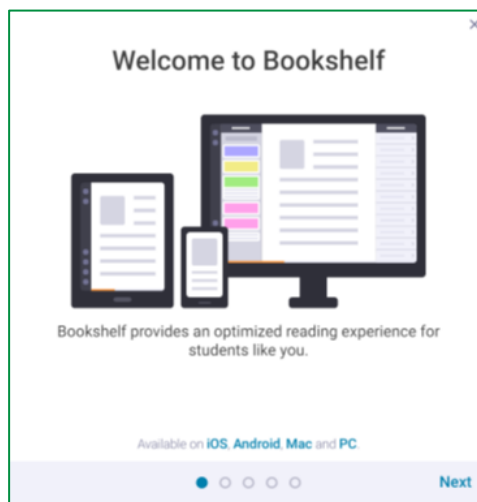 Welcome to Bookshelf
Bookshelf provides an optimized reading experience for
students like you.
Available on iOS, Android, Mac and PC.
Next